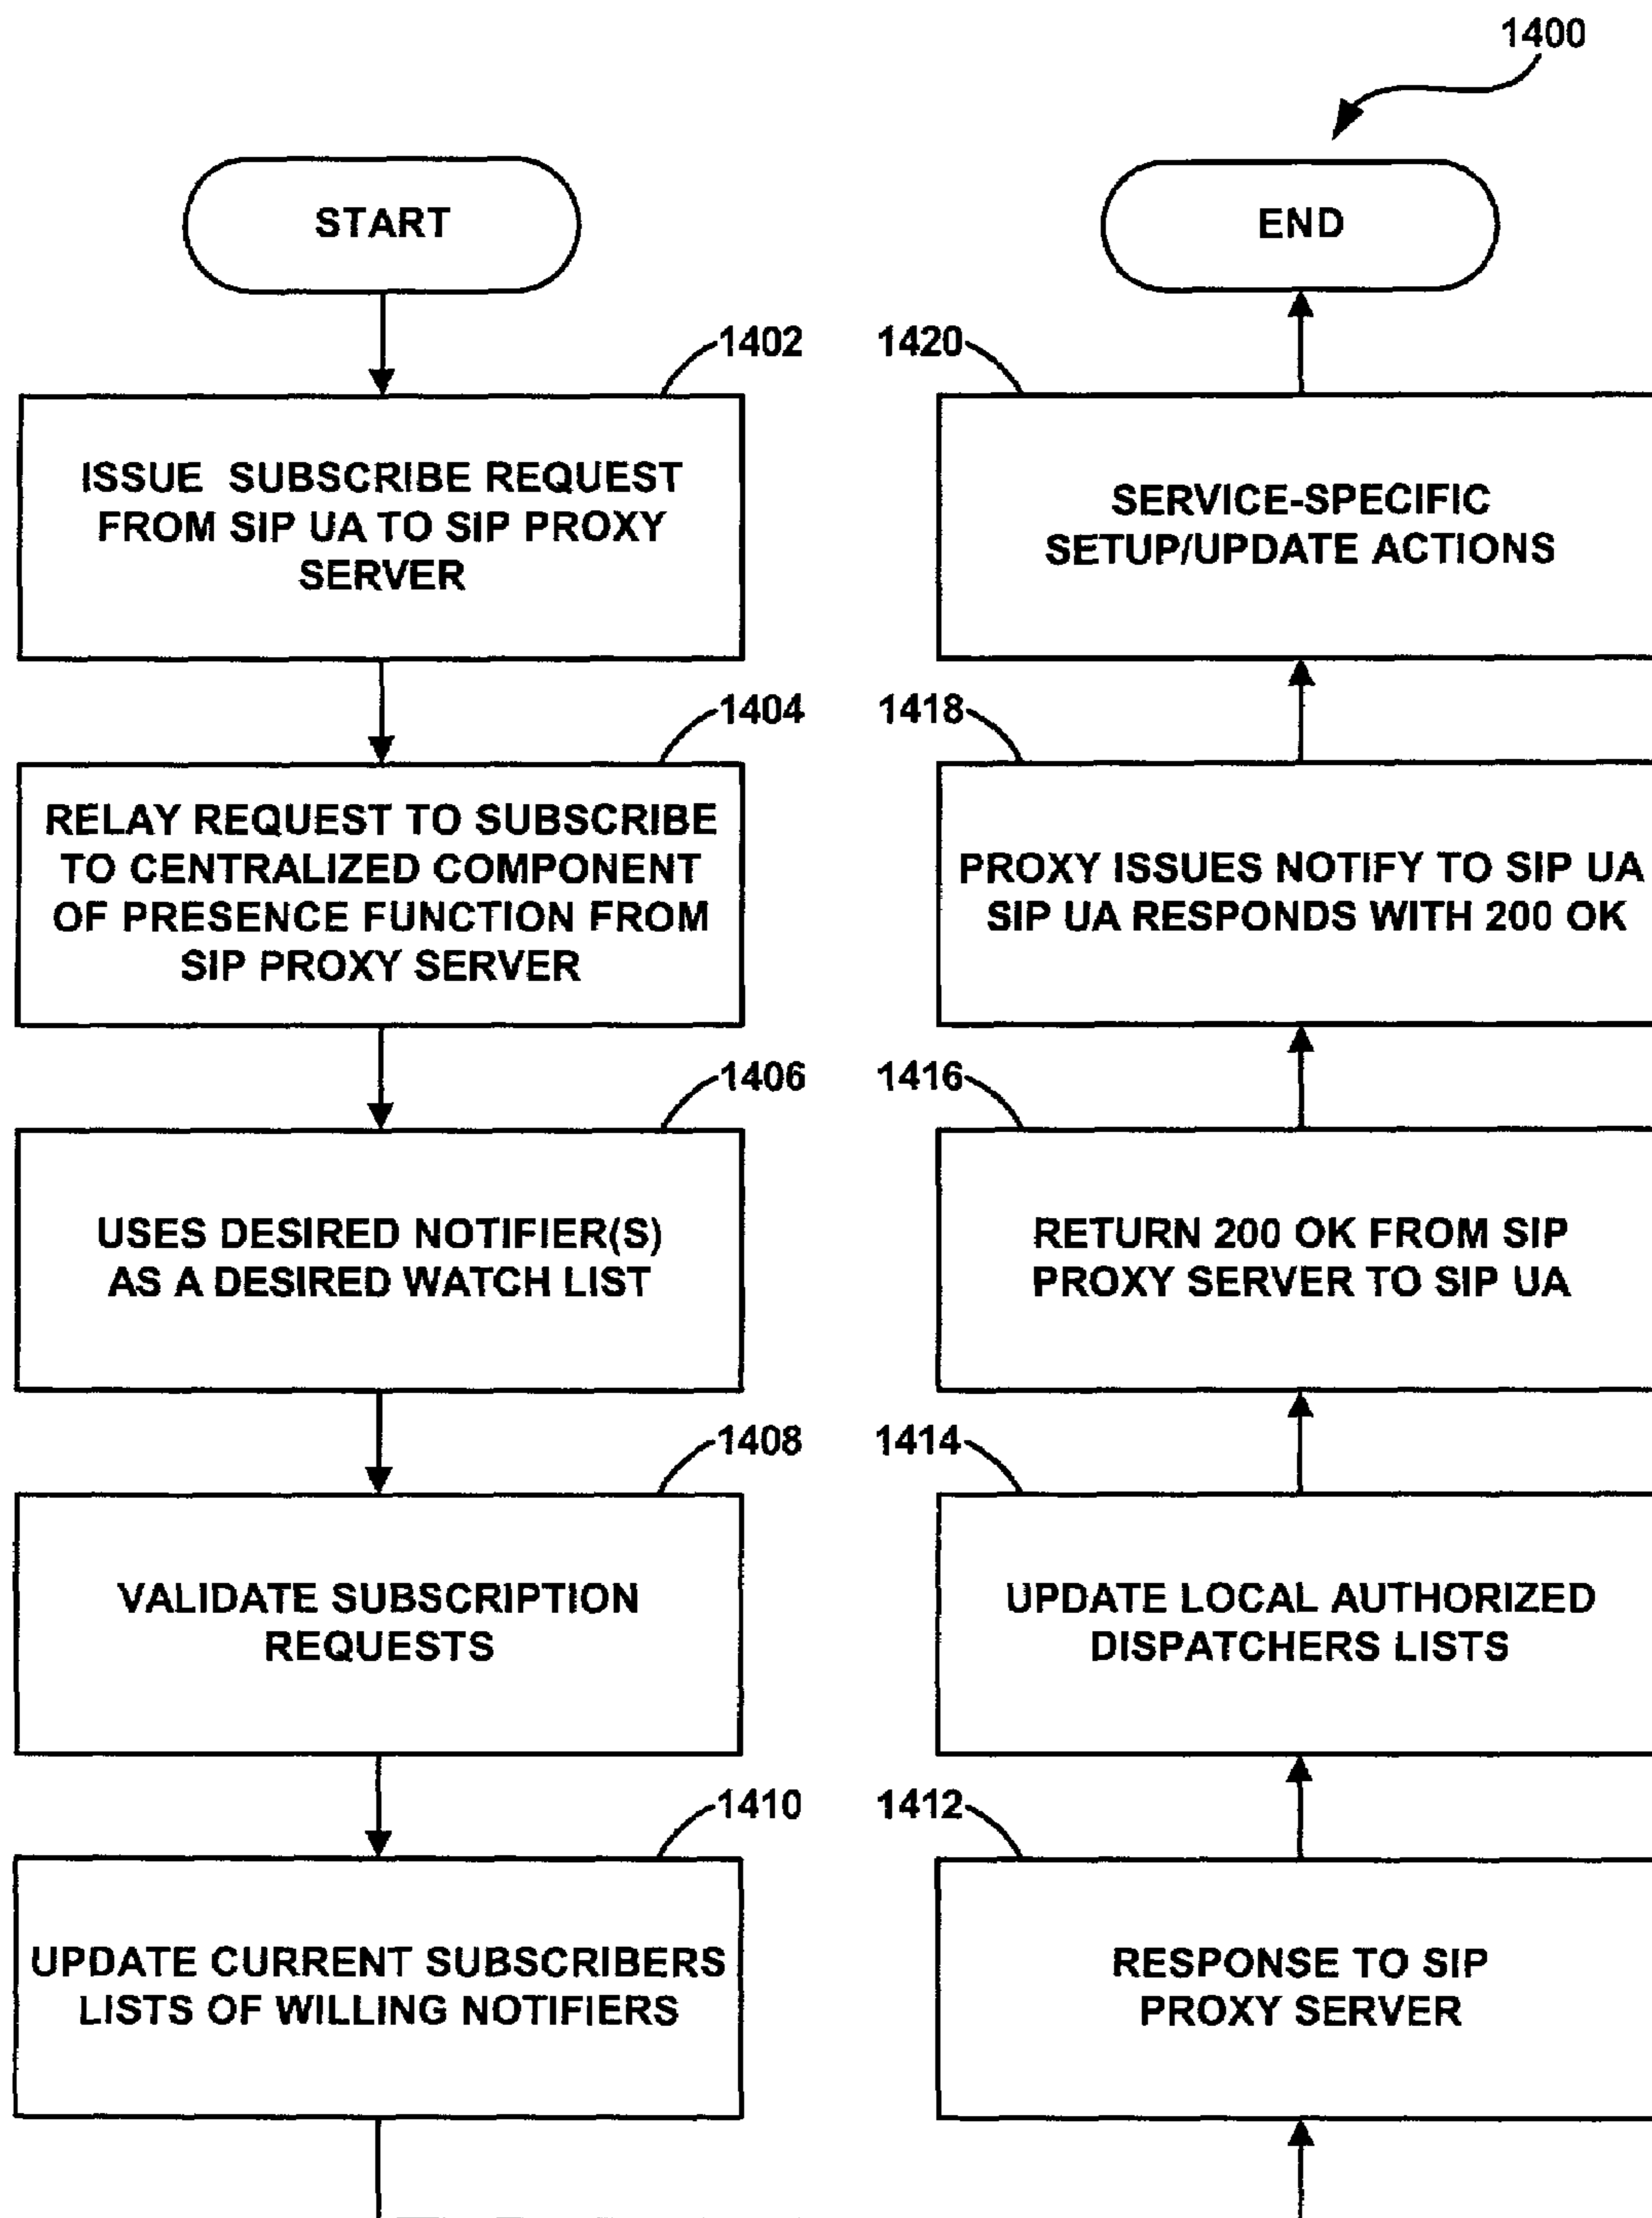 1400
START
1402
ISSUE SUBSCRIBE REQUEST
FROM SIP UA TO SIP PROXY
SERVER
1404
RELAY REQUEST TO SUBSCRIBE
TO CENTRALIZED COMPONENT
OF PRESENCE FUNCTION FROM
SIP PROXY SERVER
1406
USES DESIRED NOTIFIER(S)
AS A DESIRED WATCH LIST
1408
VALIDATE SUBSCRIPTION
REQUESTS
1410
UPDATE CURRENT SUBSCRIBERS
LISTS OF WILLING NOTIFIERS
1412
RESPONSE TO SIP
PROXY SERVER
1414
UPDATE LOCAL AUTHORIZED
DISPATCHERS LISTS
1416
RETURN 200 OK FROM SIP
PROXY SERVER TO SIP UA
1418
PROXY ISSUES NOTIFY TO SIP UA
SIP UA RESPONDS WITH 200 OK
1420
SERVICE-SPECIFIC
SETUP/UPDATE ACTIONS
END